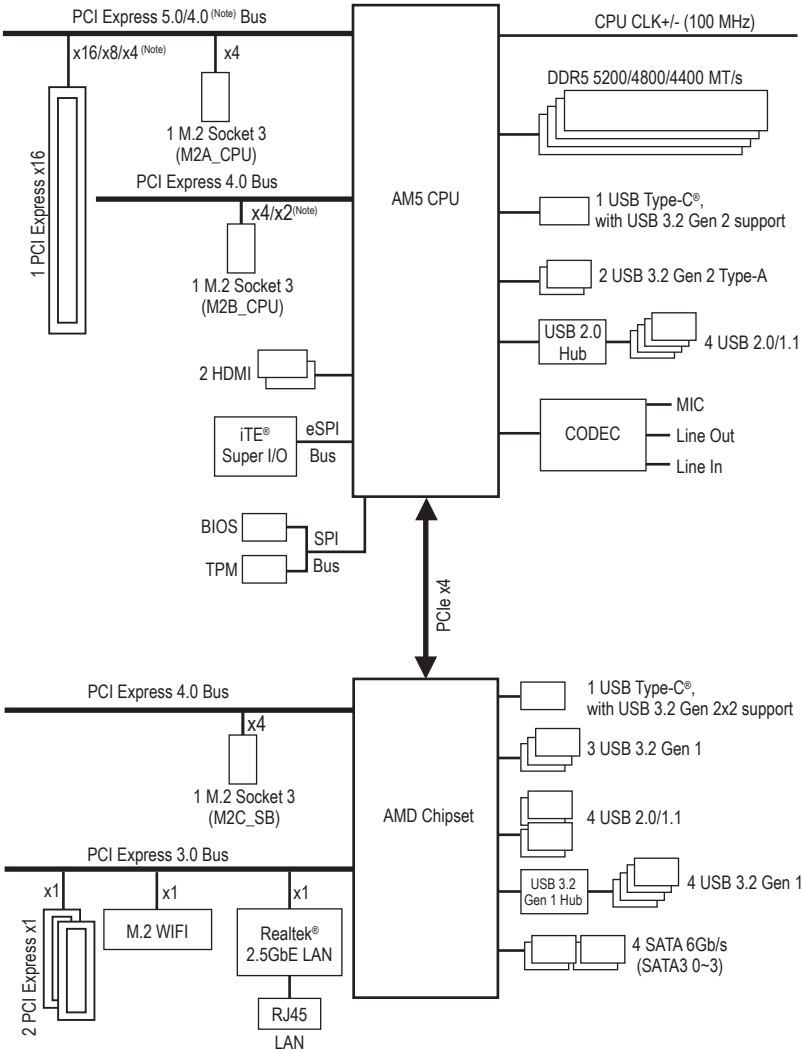 PCI Express 5.0/4.0 (Note) Bus
CPU CLK+/- (100 MHz)
x16/x8/x4 (Note)
x4
DDR5 5200/4800/4400 MT/s
1 PCI Express x16
1 M.2 Socket 3
(M2A_CPU)
PCI Express 4.0 Bus
AM5 CPU
1 USB Type-C®,
with USB 3.2 Gen 2 support
x4/x2(Note)
1 M.2 Socket 3
(M2B_CPU)
2 USB 3.2 Gen 2 Type-A
USB 2.0
Hub
4 USB 2.0/1.1
2 HDMI
iTE®
Super I/O
eSPI
Bus
CODEC
MIC
Line Out
Line In
BIOS
TPM
SPI
Bus
PCIe x4
PCI Express 4.0 Bus
1 USB Type-C®,
with USB 3.2 Gen 2x2 support
x4
1 M.2 Socket 3
(M2C_SB)
3 USB 3.2 Gen 1
AMD Chipset
4 USB 2.0/1.1
PCI Express 3.0 Bus
USB 3.2
Gen 1 Hub
4 USB 3.2 Gen 1
x1
x1
x1
2 PCI Express x1
M.2 WIFI
Realtek®
2.5GbE LAN
4 SATA 6Gb/s
(SATA3 0~3)
RJ45
LAN